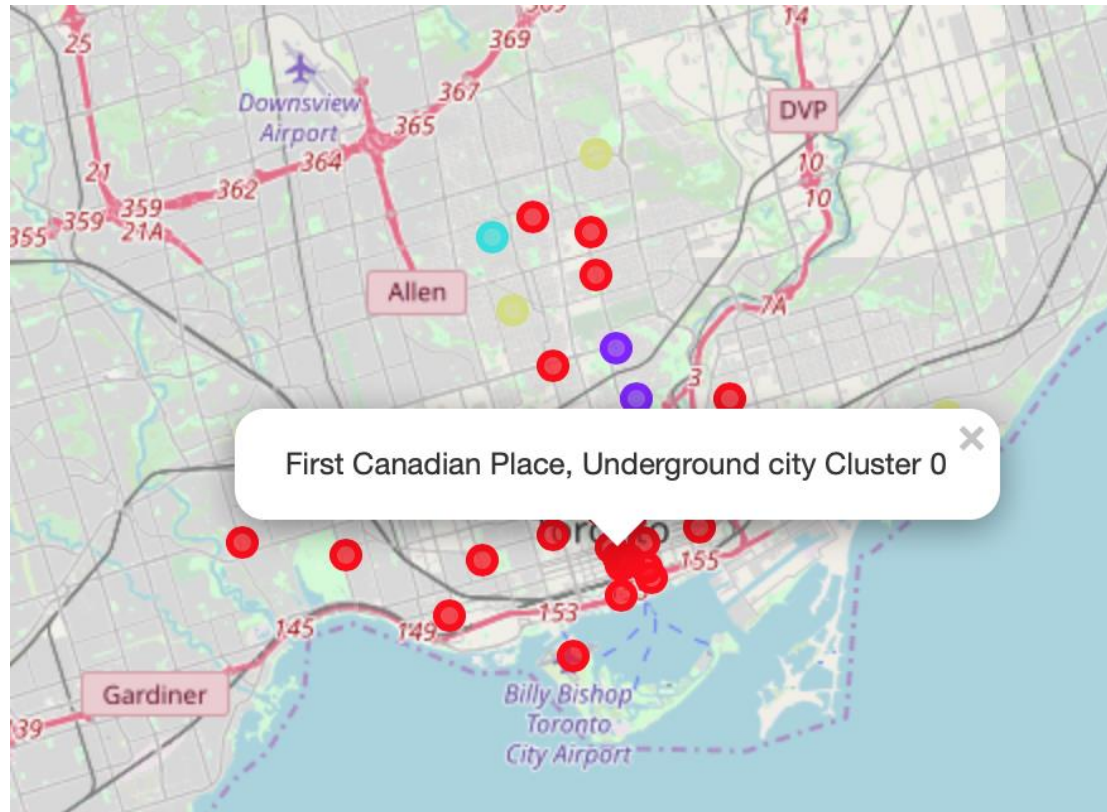 25
369
14
Downsview
Airport
367
DVP
365
10
364
21
362
10
359
359
355
21A
Allen
7A
3
First Canadian Place, Underground city Cluster 0
×
Toronto
155
153
145
149
Gardiner
Billy Bishop
Toronto
City Airport
39